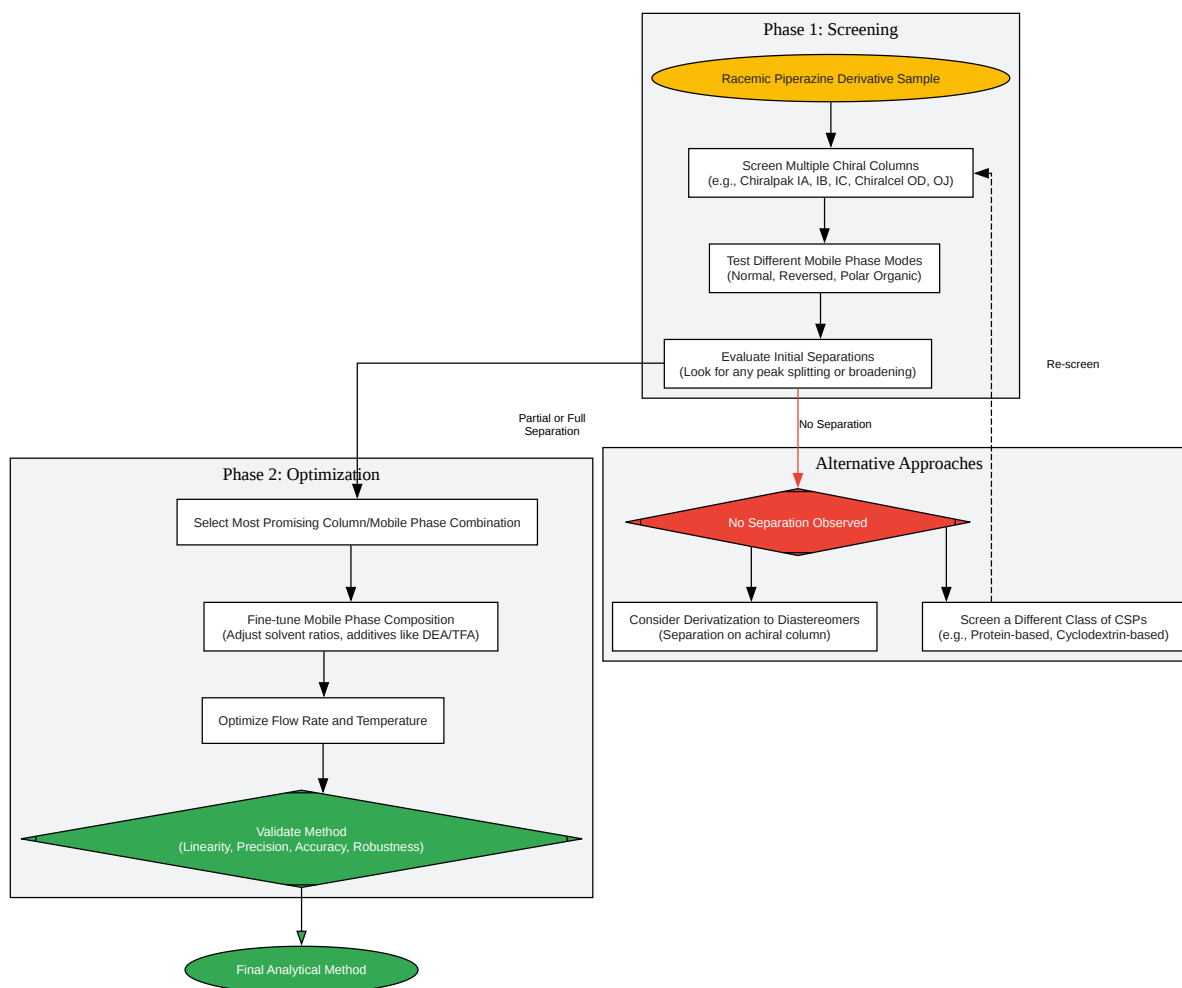 Phase 1: Screening
Racemic Piperazine Derivative Sample
Screen Multiple Chiral Columns
(e.g., Chiralpak IA, IB, IC, Chiralcel OD, OJ)
Test Different Mobile Phase Modes
(Normal, Reversed, Polar Organic)
Evaluate Initial Separations
(Look for any peak splitting or broadening)
Re-screen
Partial or Full
Separation
No Separation
Phase 2: Optimization
Select Most Promising Column/Mobile Phase Combination
Fine-tune Mobile Phase Composition
(Adjust solvent ratios, additives like DEA/TFA)
Optimize Flow Rate and Temperature
Validate Method
(Linearity, Precision, Accuracy, Robustness)
Final Analytical Method
Alternative Approaches
No Separation Observed
Consider Derivatization to Diastereomers
(Separation on achiral column)
Screen a Different Class of CSPs
(e.g., Protein-based, Cyclodextrin-based)